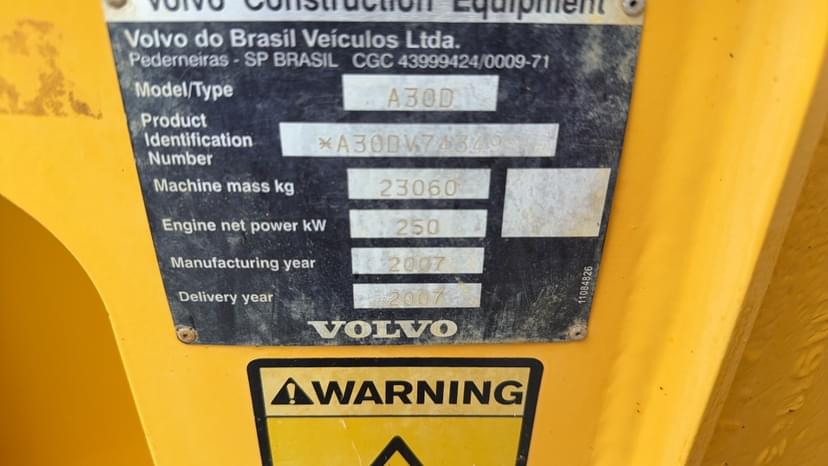 Volvo Construction Equipment
Volvo do Brasil Veículos Ltda.
Pederneiras - SP BRASIL CGC 43999424/0009-71
Model/Type A30D
Product
Identification
Number
Machine mass kg 23060
Engine net power kW 250
Manufacturing year 2007
Delivery year 2007
11084826
VOLVO
WARNING